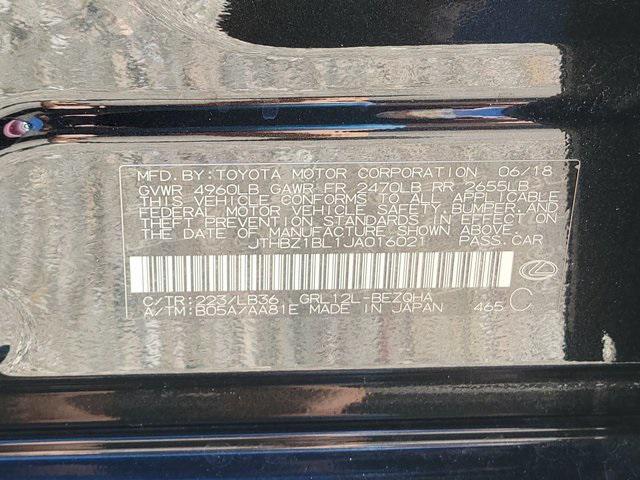 MFD. BY: TOYOTA MOTOR CORPORATION 06/18
GVWR 4960LB GAWR FR 2470LB RR 2655LB
THIS VEHICLE CONFORMS TO ALL APPLICABLE
FEDERAL MOTOR VEHICLE SAFETY, BUMPER, AND
THEFT PREVENTION STANDARDS IN EFFECT ON
THE DATE OF MANUFACTURE SHOWN ABOVE.
JTHBZ1BL1JA016021 PASS. CAR
C/TR: 223/LB36 GRL12L-BEZQHA
A/TM: B05A/AA81E MADE IN JAPAN 465 C